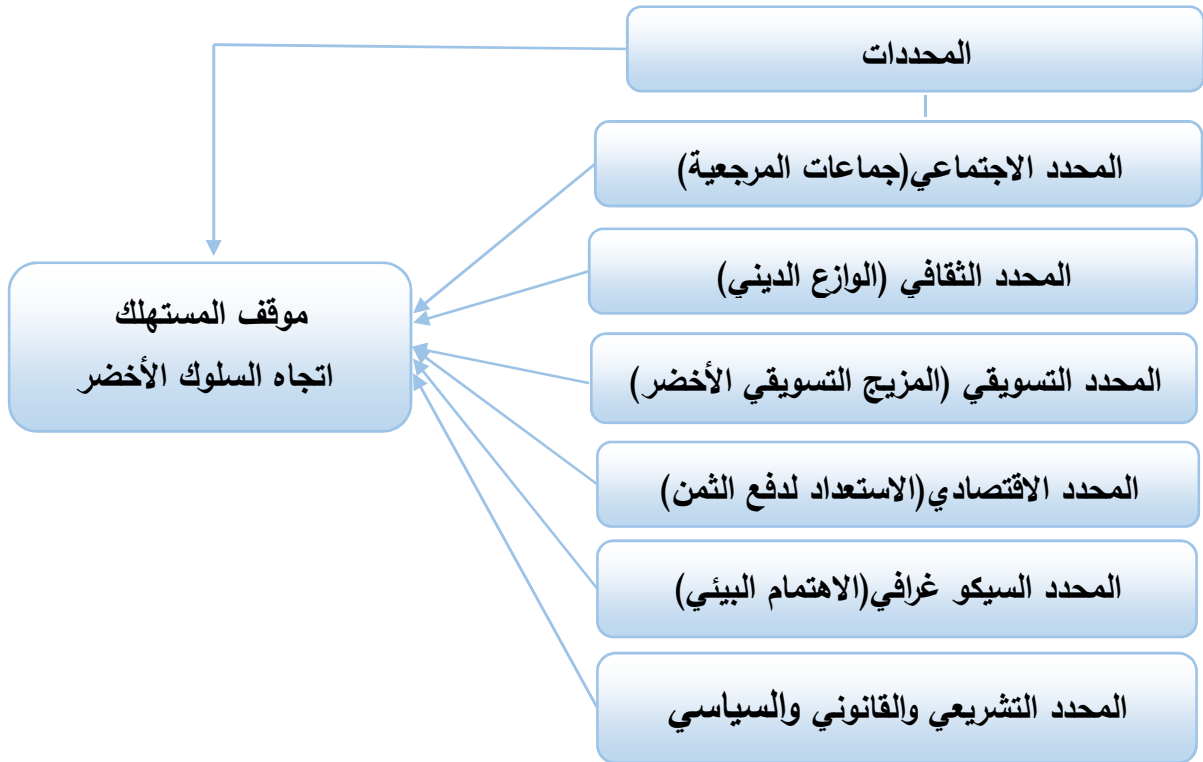 المحددات
المحدد الاجتماعي(جماعات المرجعية)
المحدد الثقافي (الوازع الديني)
المحدد التسويقي (المزيج التسويقي الأخضر)
المحدد الاقتصادي(الاستعداد لدفع الثمن)
المحدد السيكو غرافي(الاهتمام البيئي)
المحدد التشريعي والقانوني والسياسي
موقف المستهلك
اتجاه السلوك الأخضر